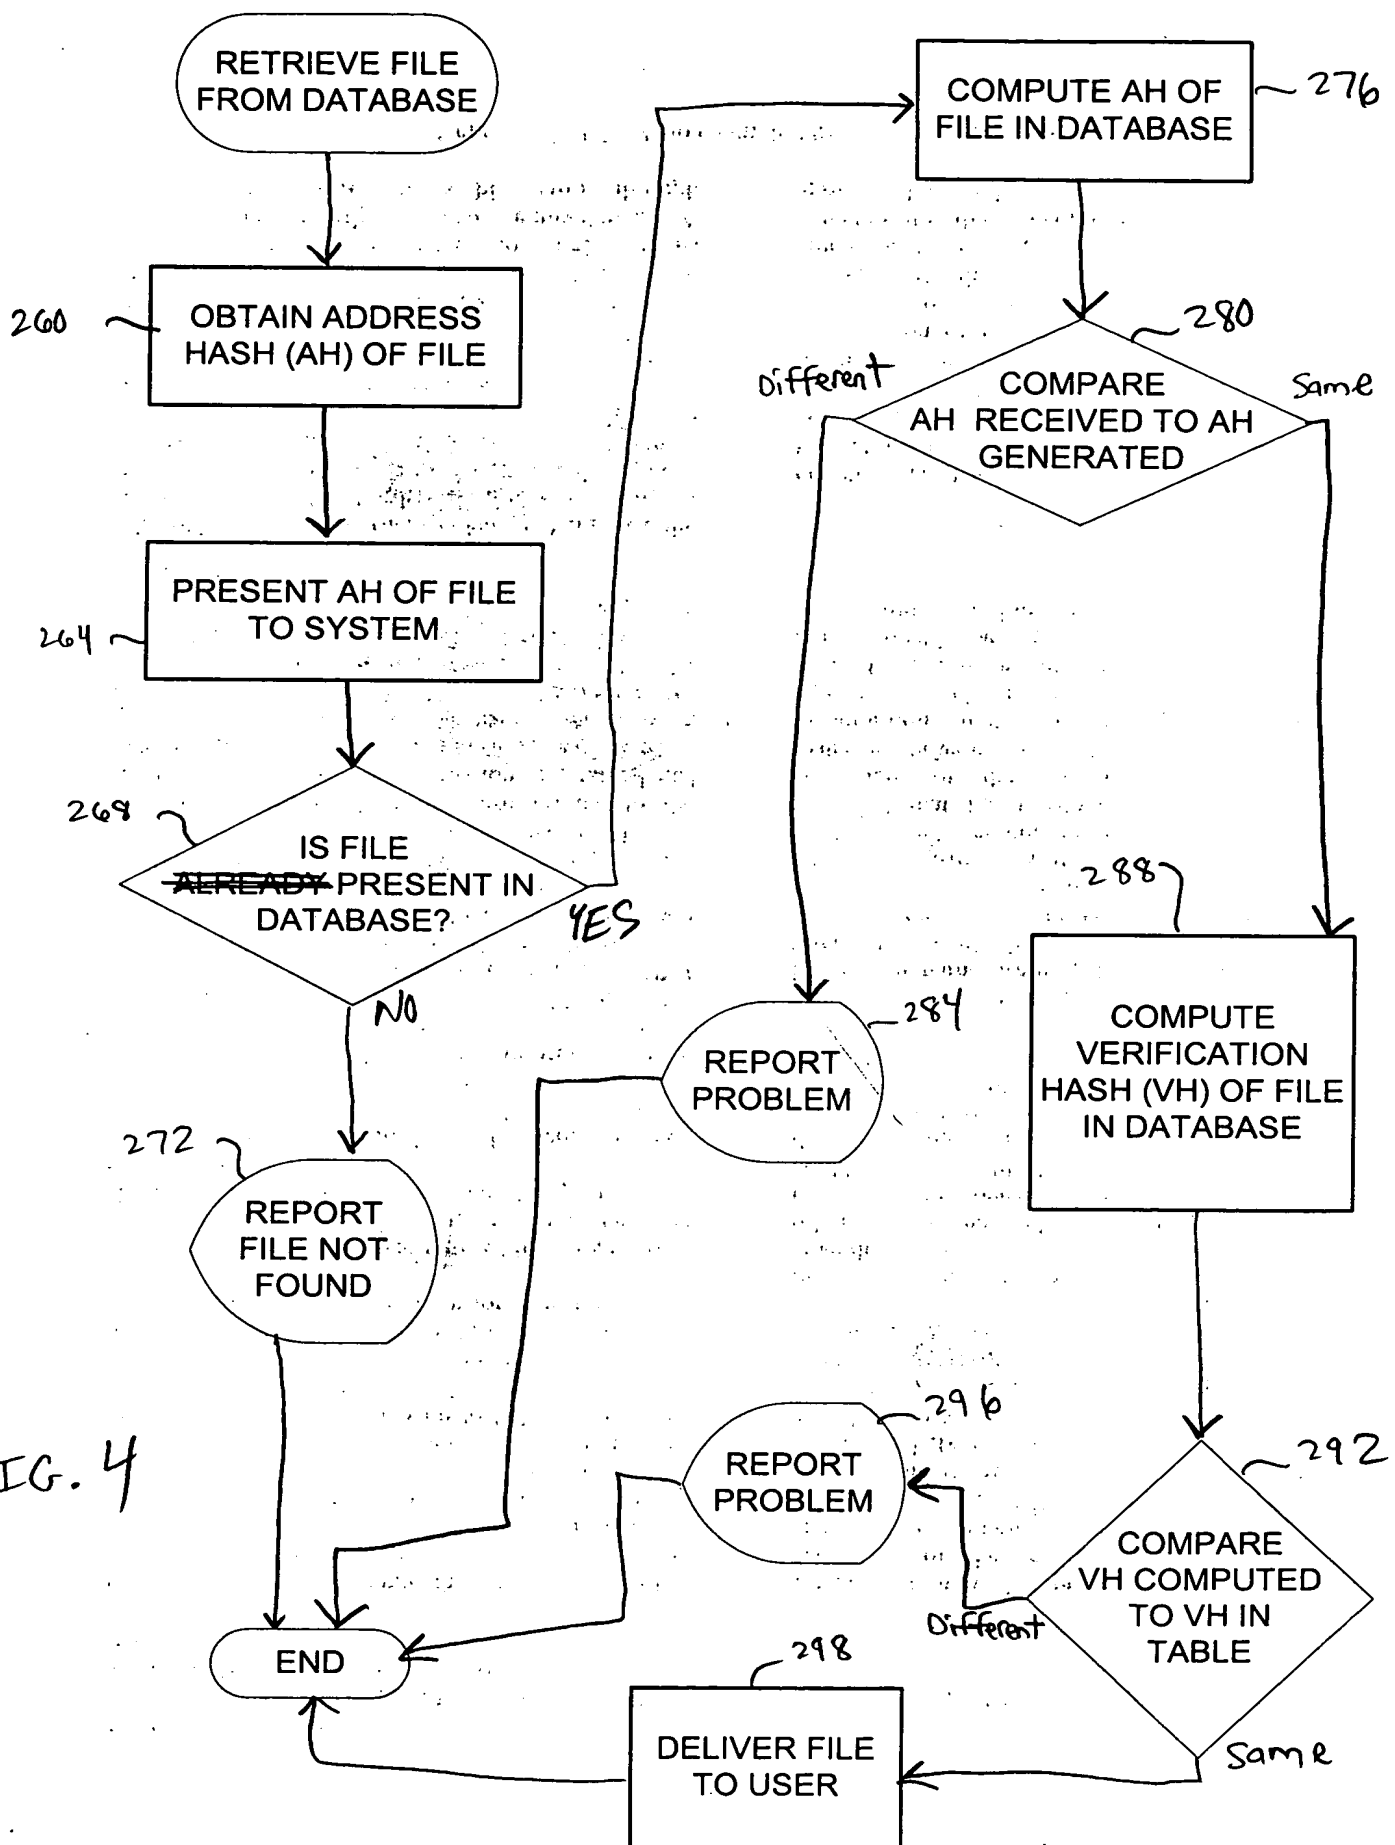 RETRIEVE FILE
FROM DATABASE
260
OBTAIN ADDRESS
HASH (AH) OF FILE
264
PRESENT AH OF FILE
TO SYSTEM
268
IS FILE
ALREADY PRESENT IN
DATABASE?
YES
NO
272
REPORT
FILE NOT
FOUND
276
COMPUTE AH OF
FILE IN DATABASE
280
Different
Same
COMPARE
AH RECEIVED TO AH
GENERATED
284
REPORT
PROBLEM
288
COMPUTE
VERIFICATION
HASH (VH) OF FILE
IN DATABASE
292
COMPARE
VH COMPUTED
TO VH IN
TABLE
Different
Same
296
REPORT
PROBLEM
298
DELIVER FILE
TO USER
END
IG. 4